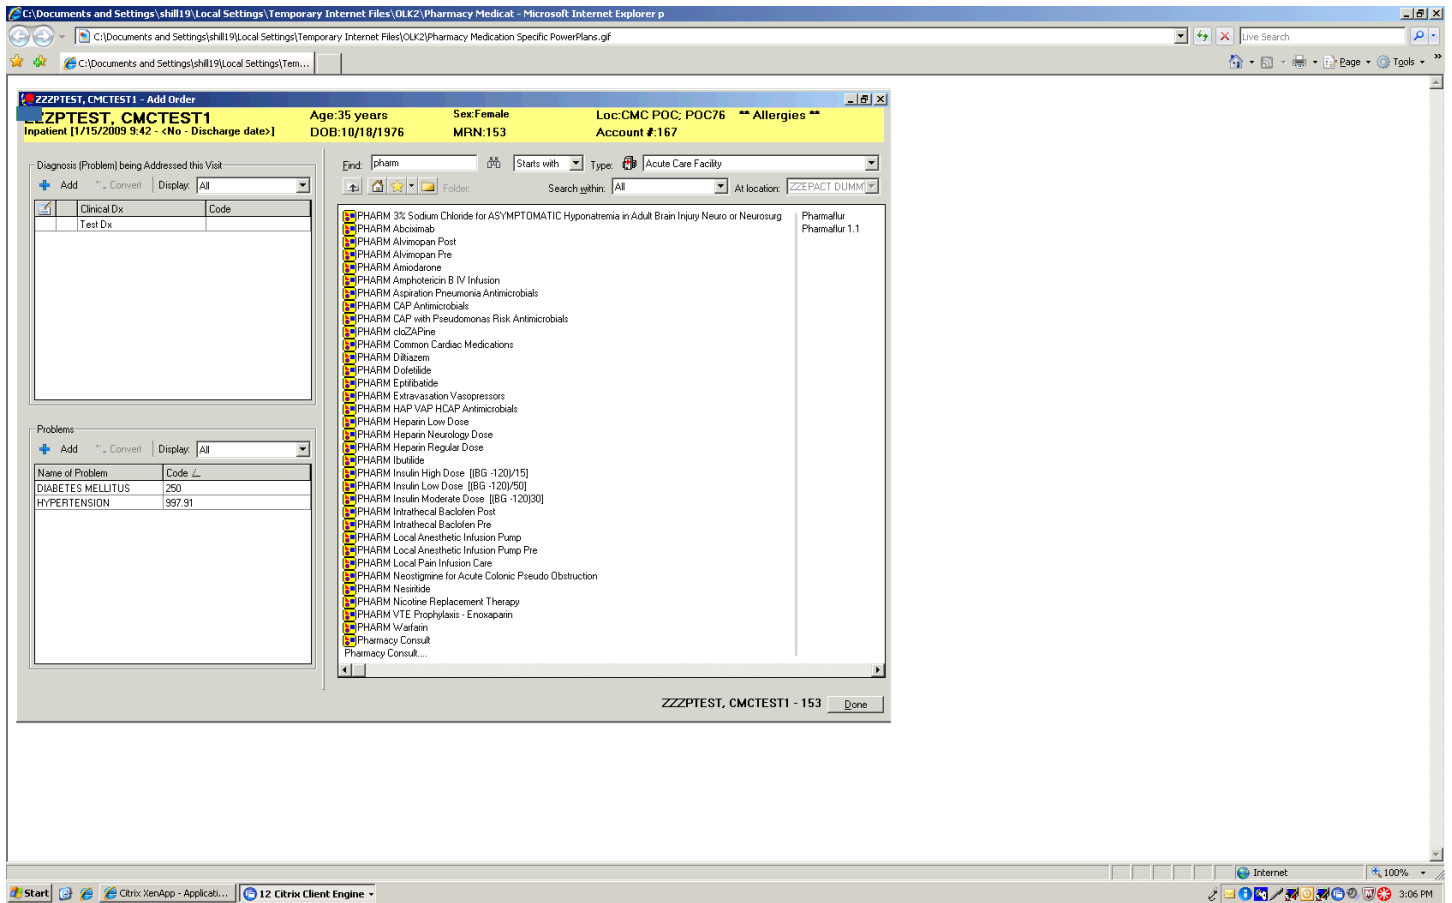 C:\Documents and Settings\shill19\Local Settings\Temporary Internet Files\OLK2\Pharmacy Medicat - Microsoft Internet Explorer p
C:\Documents and Settings\shill19\Local Settings\Temporary Internet Files\OLK2\Pharmacy Medication Specific PowerPlans.gif
Live Search
C:\Documents and Settings\shill19\Local Settings\Tem...
Page
Tools
ZZZPTEST, CMCTEST1 - Add Order
ZZZPTEST, CMCTEST1 Age:35 years Sex:Female Loc:CMC POC; POC76 ** Allergies **
Inpatient [1/15/2009 9:42 - <No - Discharge date>] DOB:10/18/1976 MRN:153 Account #:167
Diagnosis (Problem) being Addressed this Visit
Add Convert Display: All
Clinical Dx Code
Test Dx
Problems
Add Convert Display: All
Name of Problem Code
DIABETES MELLITUS 250
HYPERTENSION 997.91
Find: pharm Starts with Type: Acute Care Facility
Folder: Search within: All At location: ZZEPACT DUMM
PHARM 3% Sodium Chloride for ASYMPTOMATIC Hyponatremia in Adult Brain Injury Neuro or Neurosurg
PHARM Abciximab
PHARM Alvimopan Post
PHARM Alvimopan Pre
PHARM Amiodarone
PHARM Amphotericin B IV Infusion
PHARM Aspiration Pneumonia Antimicrobials
PHARM CAP Antimicrobials
PHARM CAP with Pseudomonas Risk Antimicrobials
PHARM cloZAPine
PHARM Common Cardiac Medications
PHARM Diltiazem
PHARM Dofetilide
PHARM Eptifibatide
PHARM Extravasation Vasopressors
PHARM HAP VAP HCAP Antimicrobials
PHARM Heparin Low Dose
PHARM Heparin Neurology Dose
PHARM Heparin Regular Dose
PHARM Ibutilide
PHARM Insulin High Dose [(BG -120)/15]
PHARM Insulin Low Dose [(BG -120)/50]
PHARM Insulin Moderate Dose [(BG -120)30]
PHARM Intrathecal Baclofen Post
PHARM Intrathecal Baclofen Pre
PHARM Local Anesthetic Infusion Pump
PHARM Local Anesthetic Infusion Pump Pre
PHARM Local Pain Infusion Care
PHARM Neostigmine for Acute Colonic Pseudo Obstruction
PHARM Nesiritide
PHARM Nicotine Replacement Therapy
PHARM VTE Prophylaxis - Enoxaparin
PHARM Warfarin
Pharmacy Consult
Pharmacy Consult....
Pharmaflur
Pharmaflur 1.1
ZZZPTEST, CMCTEST1 - 153 Done
Internet 100%
Start Citrix XenApp - Applicati... 12 Citrix Client Engine 3:06 PM